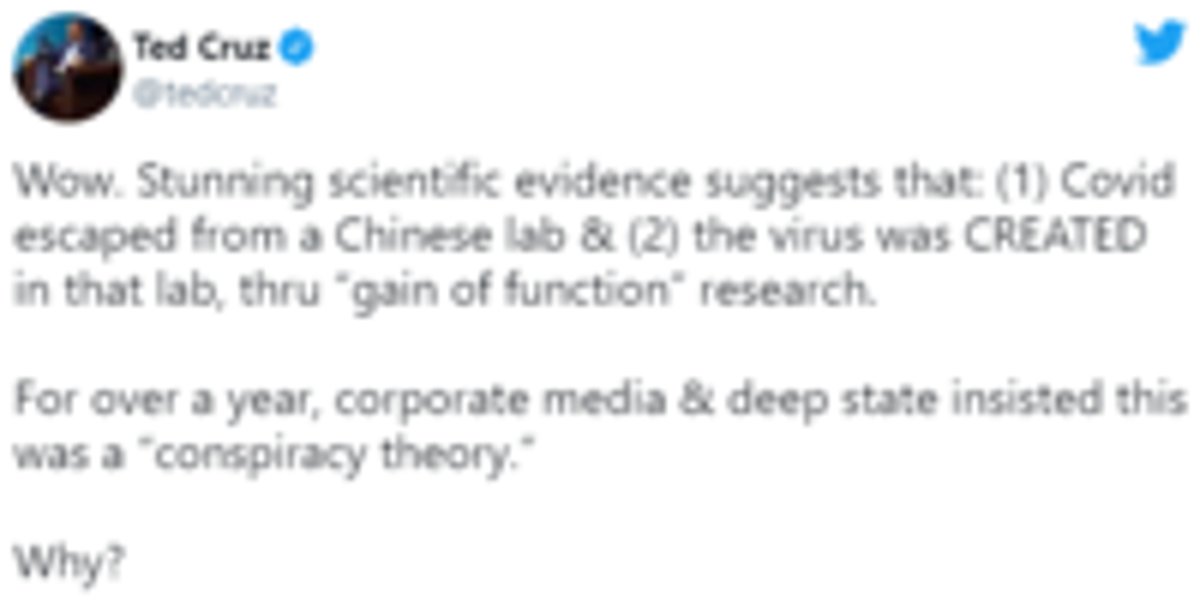 Ted Cruz
@tedcruz
Wow. Stunning scientific evidence suggests that: (1) Covid
escaped from a Chinese lab & (2) the virus was CREATED
in that lab, thru "gain of function" research.
For over a year, corporate media & deep state insisted this
was a "conspiracy theory."
Why?